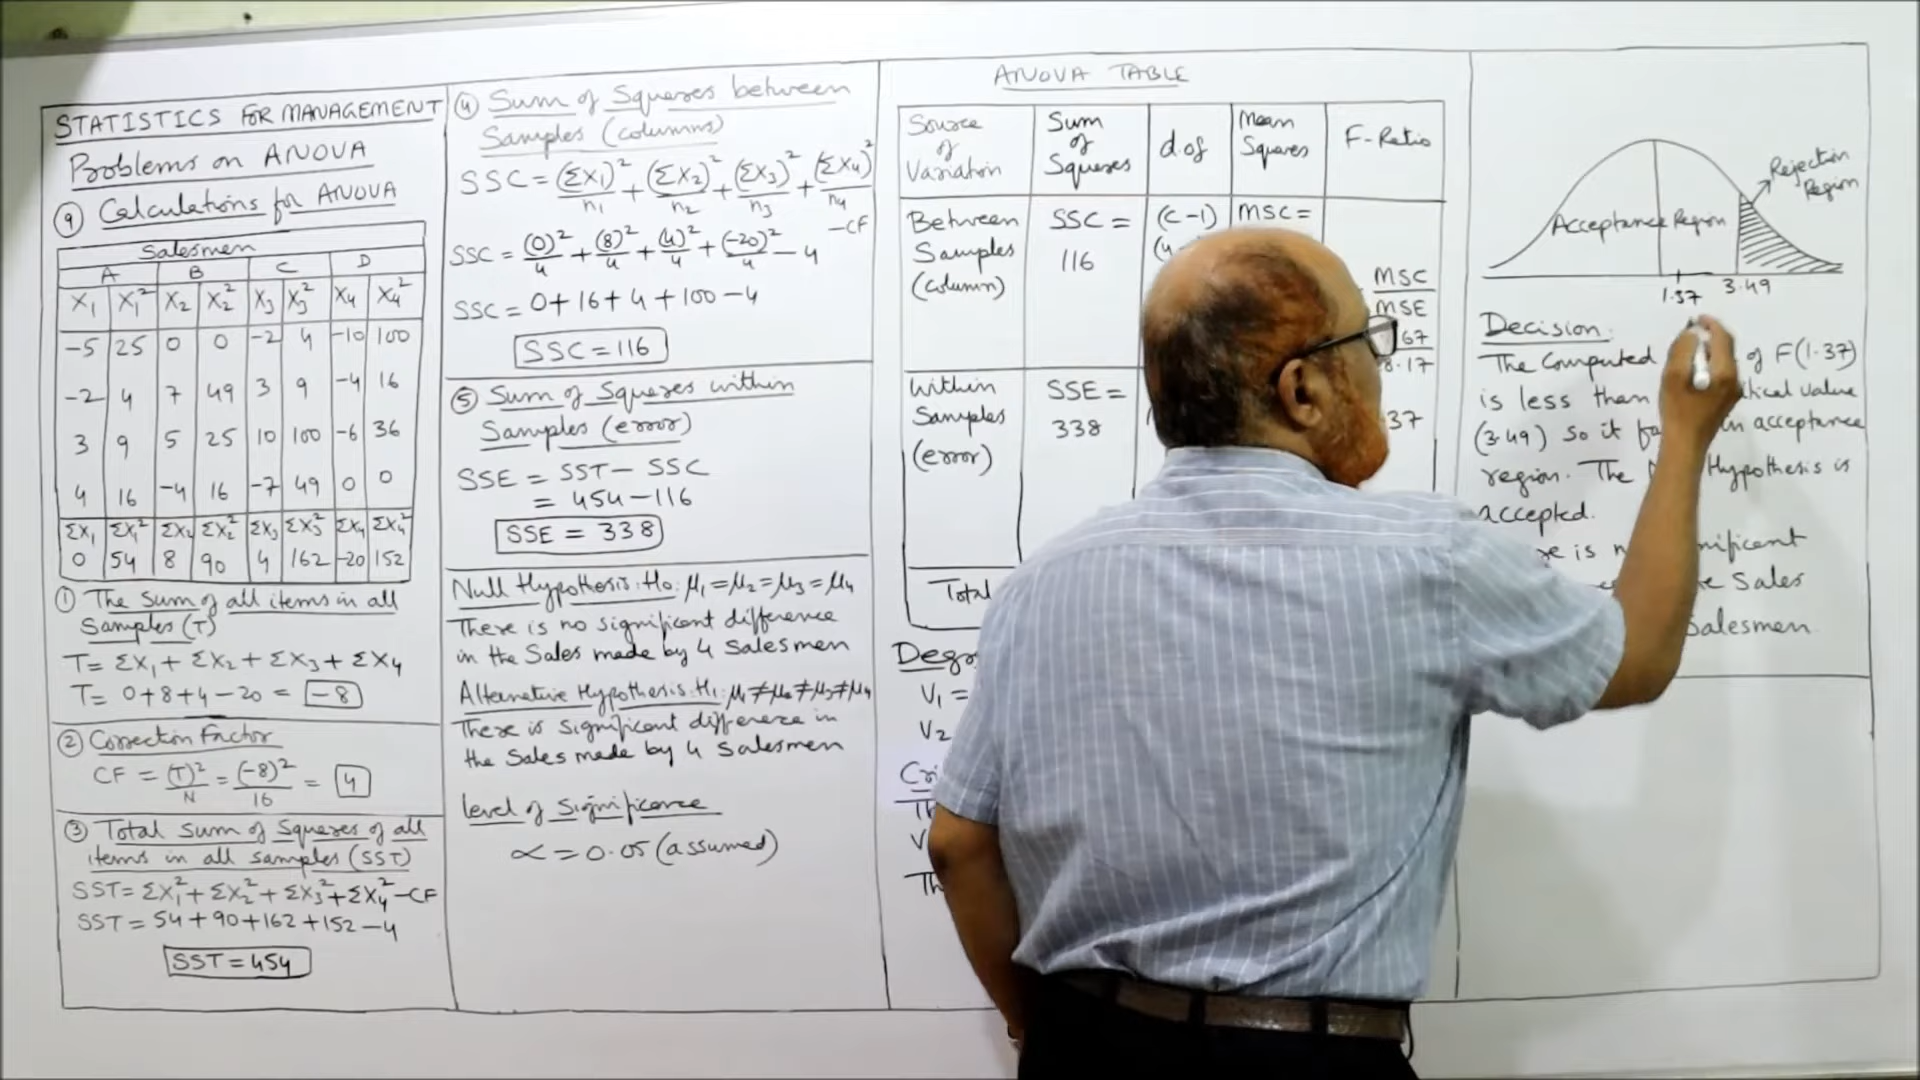 STATISTICS FOR MANAGEMENT
Problems on ANOVA
⑨ Calculations for ANOVA
Salesmen
A B C D
X₁ X₁² X₂ X₂² X₃ X₃² X₄ X₄²
-5 25 0 0 -2 4 -10 100
-2 4 7 49 3 9 -4 16
3 9 5 25 10 100 -6 36
4 16 -4 16 -7 49 0 0
ΣX₁ ΣX₁² ΣX₂ ΣX₂² ΣX₃ ΣX₃² ΣX₄ ΣX₄²
0 54 8 90 4 162 -20 152
① The Sum of all items in all
Samples (T)
T = ΣX₁ + ΣX₂ + ΣX₃ + ΣX₄
T = 0+8+4-20 = -8
② Correction Factor
CF = (T)²/N = (-8)²/16 = 4
③ Total Sum of Squares of all
items in all samples (SST)
SST = ΣX₁² + ΣX₂² + ΣX₃² + ΣX₄² - CF
SST = 54+90+162+152-4
SST = 454
④ Sum of Squares between
Samples (columns)
SSC = (ΣX₁)²/n₁ + (ΣX₂)²/n₂ + (ΣX₃)²/n₃ + (ΣX₄)²/n₄
-CF
SSC = (0)²/4 + (8)²/4 + (4)²/4 + (-20)²/4 - 4
SSC = 0+16+4+100-4
SSC = 116
⑤ Sum of Squares within
Samples (error)
SSE = SST - SSC
= 454-116
SSE = 338
Null Hypothesis: H₀: μ₁=μ₂=μ₃=μ₄
There is no significant difference
in the Sales made by 4 Salesmen
Alternative Hypothesis: H₁: μ₁≠μ₂≠μ₃≠μ₄
There is significant difference in
the Sales made by 4 Salesmen
level of Significance
α = 0.05 (assumed)
ANOVA TABLE
Source of Variation
Sum of Squares
d.of
Mean Squares
F-Ratio
Between Samples (column)
SSC = 116
(c-1)
MSC =
MSC
MSE
67
8.17
37
Within Samples (error)
SSE = 338
Total
V₁ =
V₂
Acceptance Region
Rejection
Region
1.37 3.49
Decision:
The Computed of F(1.37)
is less than value
(3.49) so it in acceptance
region. The Hypothesis is
accepted.
is
Sales
Salesmen.